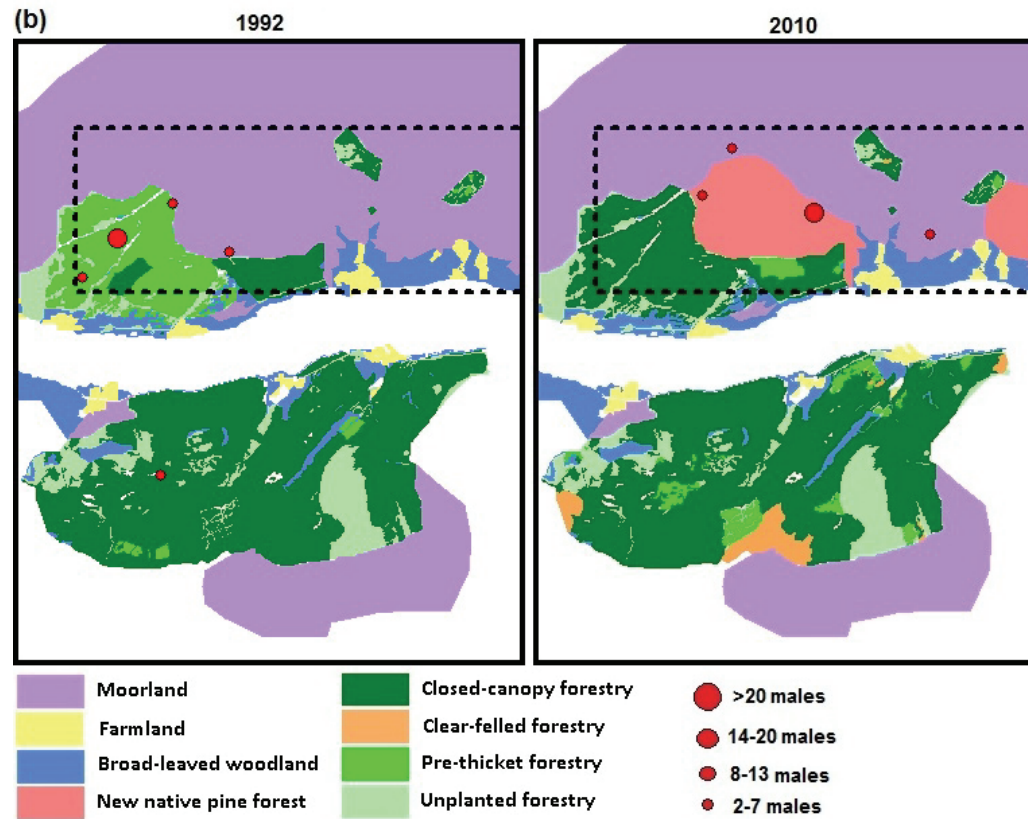 (b)
1992
2010
Moorland
Farmland
Broad-leaved woodland
New native pine forest
Closed-canopy forestry
Clear-felled forestry
Pre-thicket forestry
Unplanted forestry
>20 males
14-20 males
8-13 males
2-7 males